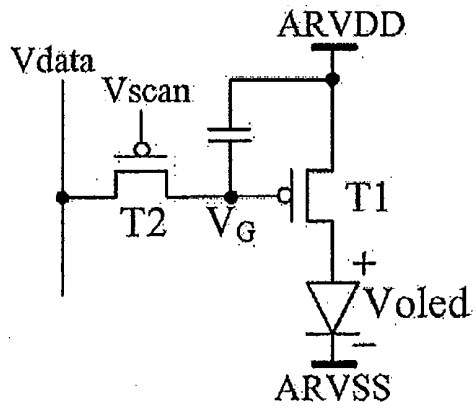 ARVDD
Vdata
Vscan
T2
VG
T1
+
Voled
−
ARVSS